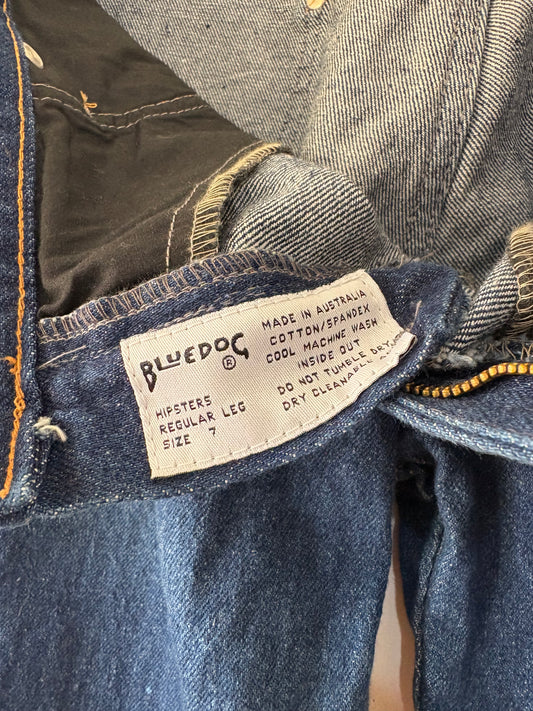 BLUEDOG ®
HIPSTERS
REGULAR LEG
SIZE 7
MADE IN AUSTRALIA
COTTON/SPANDEX
COOL MACHINE WASH
INSIDE OUT
DO NOT TUMBLE DRY
DRY CLEANABLE